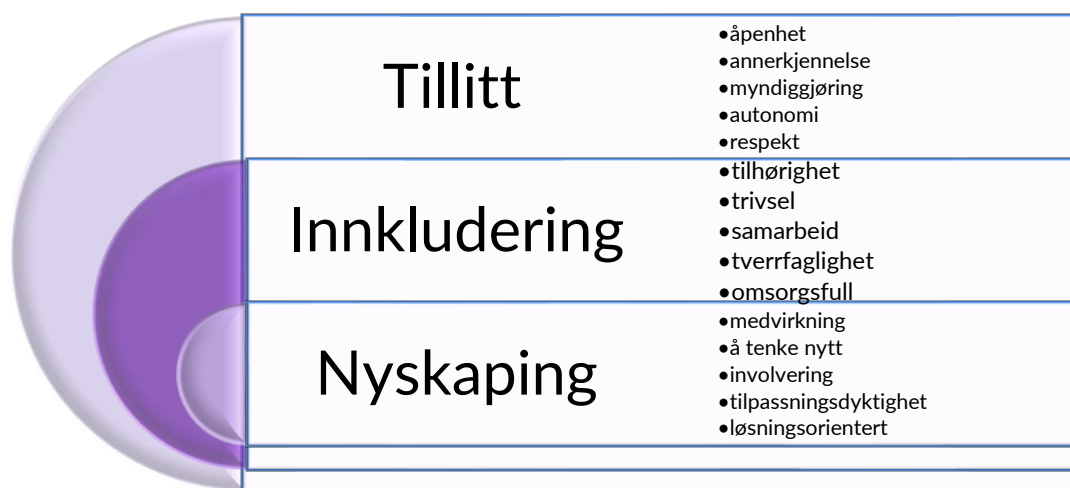 Tillitt
•åpenhet
•annerkjennelse
•myndiggjøring
•autonomi
•respekt
Innkludering
•tilhørighet
•trivsel
•samarbeid
•tverrfaglighet
•omsorgsfull
Nyskaping
•medvirkning
•å tenke nytt
•involvering
•tilpassningsdyktighet
•løsningsorientert